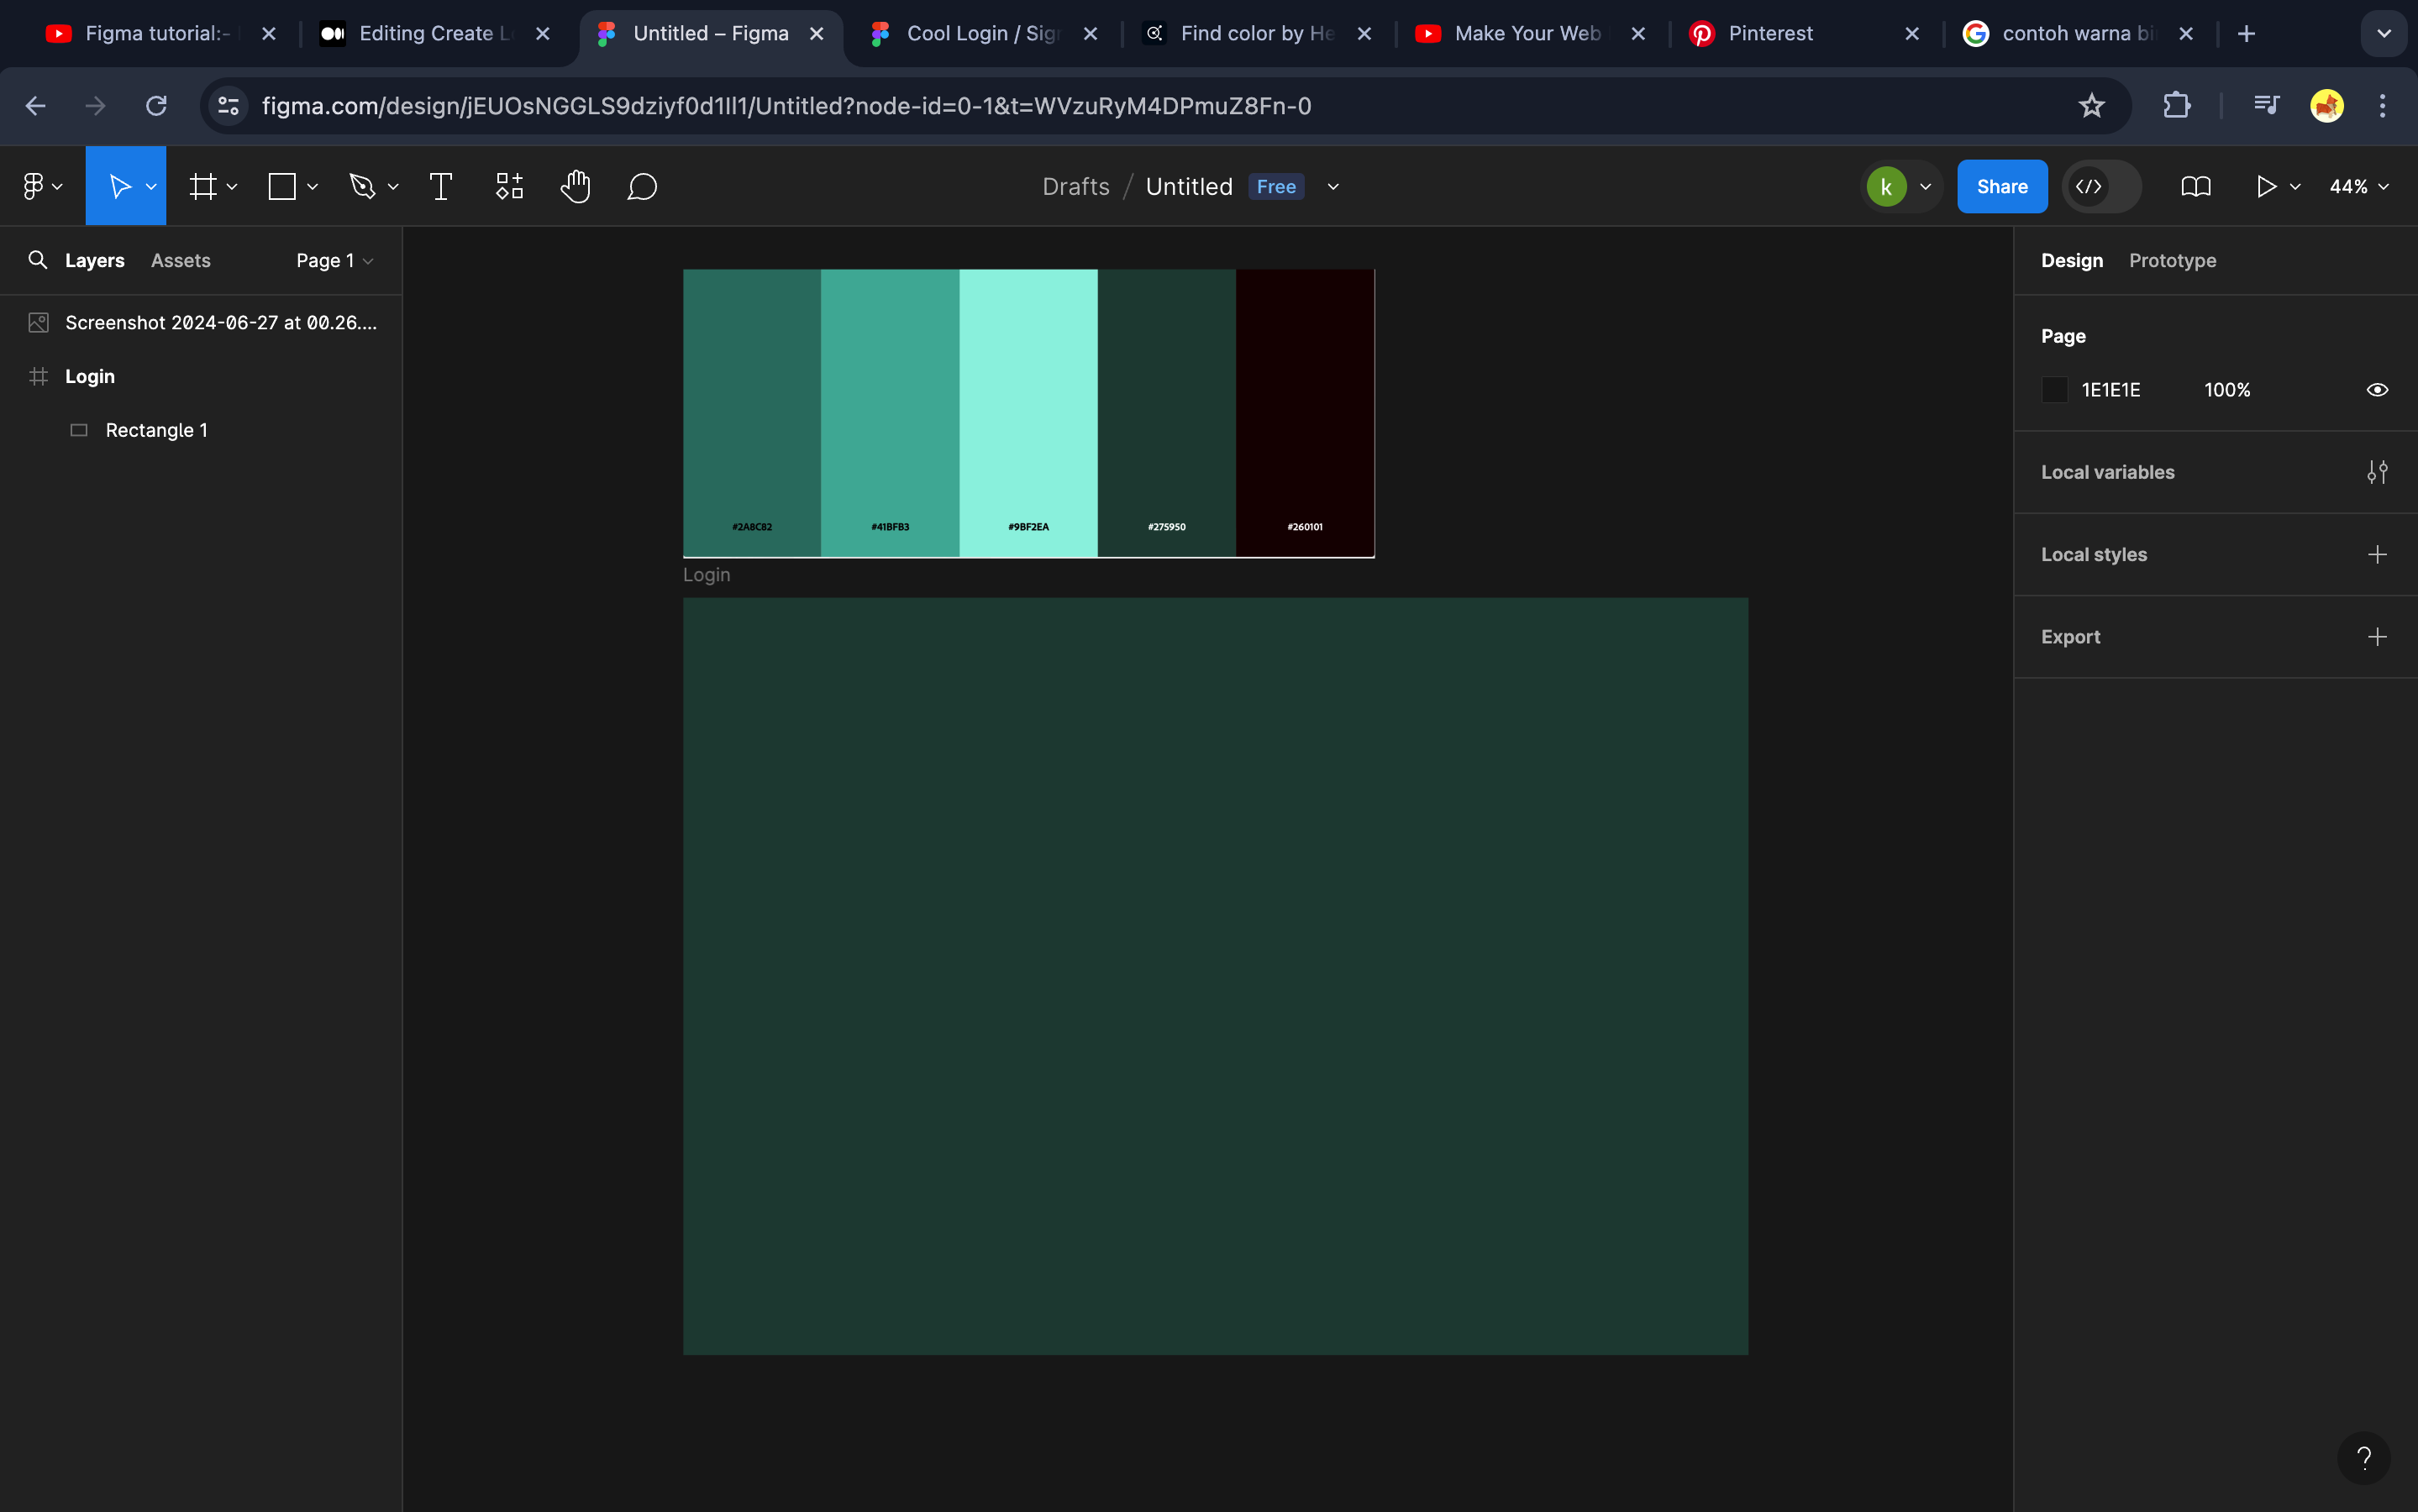 Figma tutorial:-
Editing Create Lo
Untitled – Figma
Cool Login / Sign
Find color by He
Make Your Web
Pinterest
contoh warna bi
figma.com/design/jEUOsNGGLS9dziyf0d1Il1/Untitled?node-id=0-1&t=WVzuRyM4DPmuZ8Fn-0
Drafts / Untitled Free
k
Share
44%
Layers Assets Page 1
Screenshot 2024-06-27 at 00.26....
Login
Rectangle 1
#2A8C82 #41BFB3 #9BF2EA #275950 #260101
Login
Design Prototype
Page
1E1E1E 100%
Local variables
Local styles
Export
?